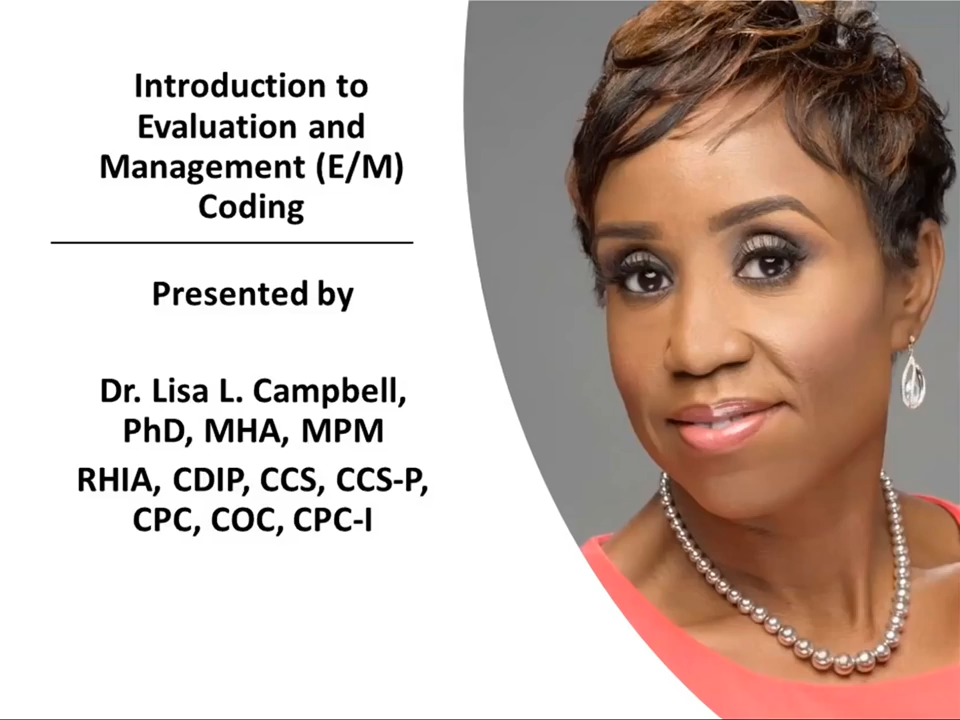 Introduction to
Evaluation and
Management (E/M)
Coding
Presented by
Dr. Lisa L. Campbell,
PhD, MHA, MPM
RHIA, CDIP, CCS, CCS-P,
CPC, COC, CPC-I